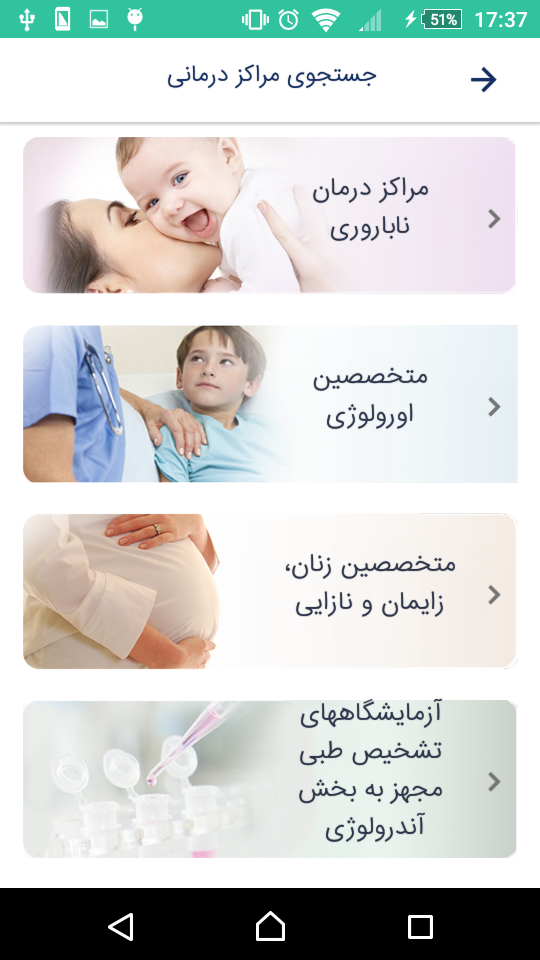 51% 17:37
جستجوی مراکز درمانی
مراکز درمان
ناباروری
متخصصین
اورولوژی
متخصصین زنان،
زایمان و نازایی
آزمایشگاههای
تشخیص طبی
مجهز به بخش
آندرولوژی